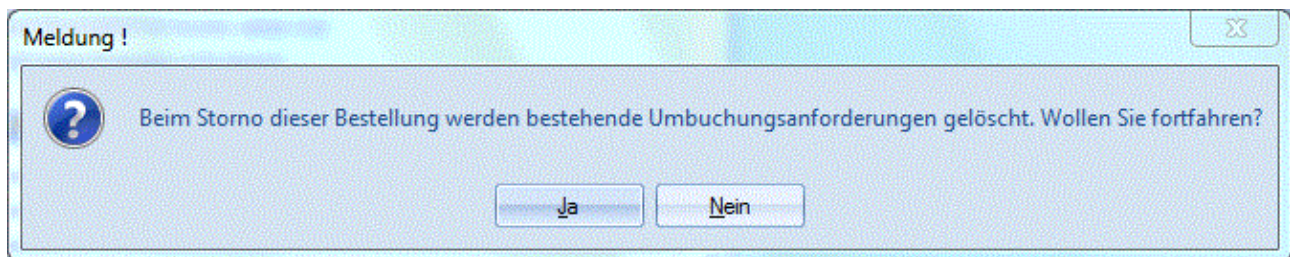 Meldung !
Beim Storno dieser Bestellung werden bestehende Umbuchungsanforderungen gelöscht. Wollen Sie fortfahren?
Ja
Nein